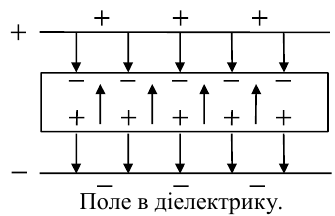 + + + +
− − − − −
+ + + + +
− − −
Поле в діелектрику.